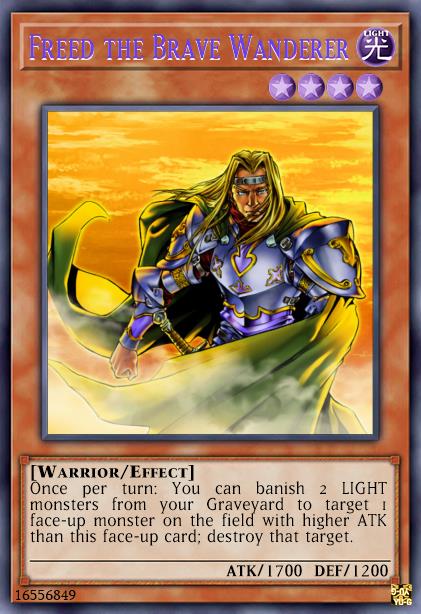 FREED THE BRAVE WANDERER
LIGHT
光
[WARRIOR/EFFECT]
Once per turn: You can banish 2 LIGHT
monsters from your Graveyard to target 1
face-up monster on the field with higher ATK
than this face-up card; destroy that target.
ATK/1700 DEF/1200
16556849